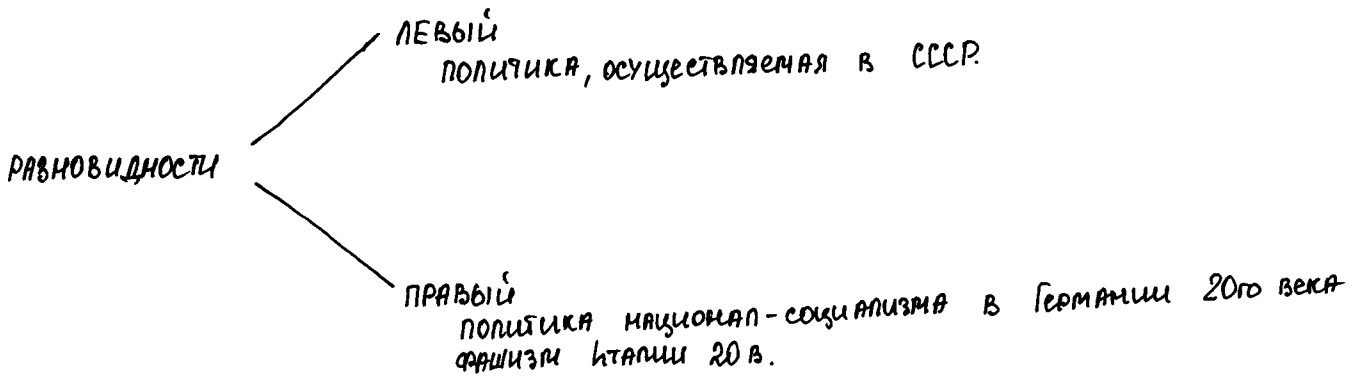 ЛЕВЫЙ
ПОЛИТИКА, ОСУЩЕСТВЛЯЕМАЯ В СССР.
РАЗНОВИДНОСТИ
ПРАВЫЙ
ПОЛИТИКА НАЦИОНАЛ-СОЦИАЛИЗМА В ГЕРМАНИИ 20го ВЕКА
ФАШИЗМ ИТАЛИИ 20 В.